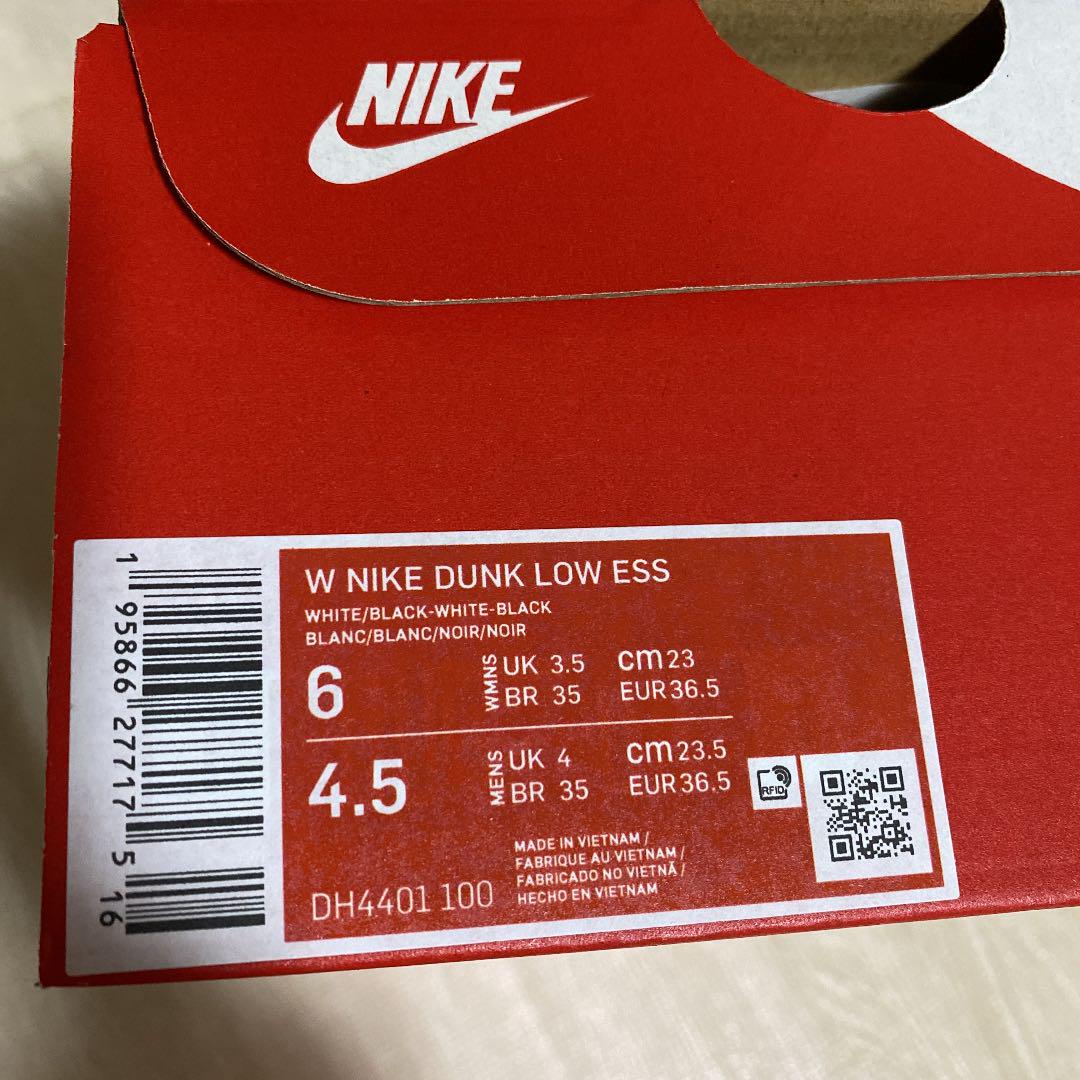 NIKE
W NIKE DUNK LOW ESS
WHITE/BLACK-WHITE-BLACK
BLANC/BLANC/NOIR/NOIR
6 WMNS UK 3.5 cm 23
BR 35 EUR 36.5
4.5 MENS UK 4 cm 23.5
BR 35 EUR 36.5
RFID
MADE IN VIETNAM /
FABRIQUE AU VIETNAM /
FABRICADO NO VIETNÃ /
HECHO EN VIETNAM
DH4401 100
1 95866 27717 5 16